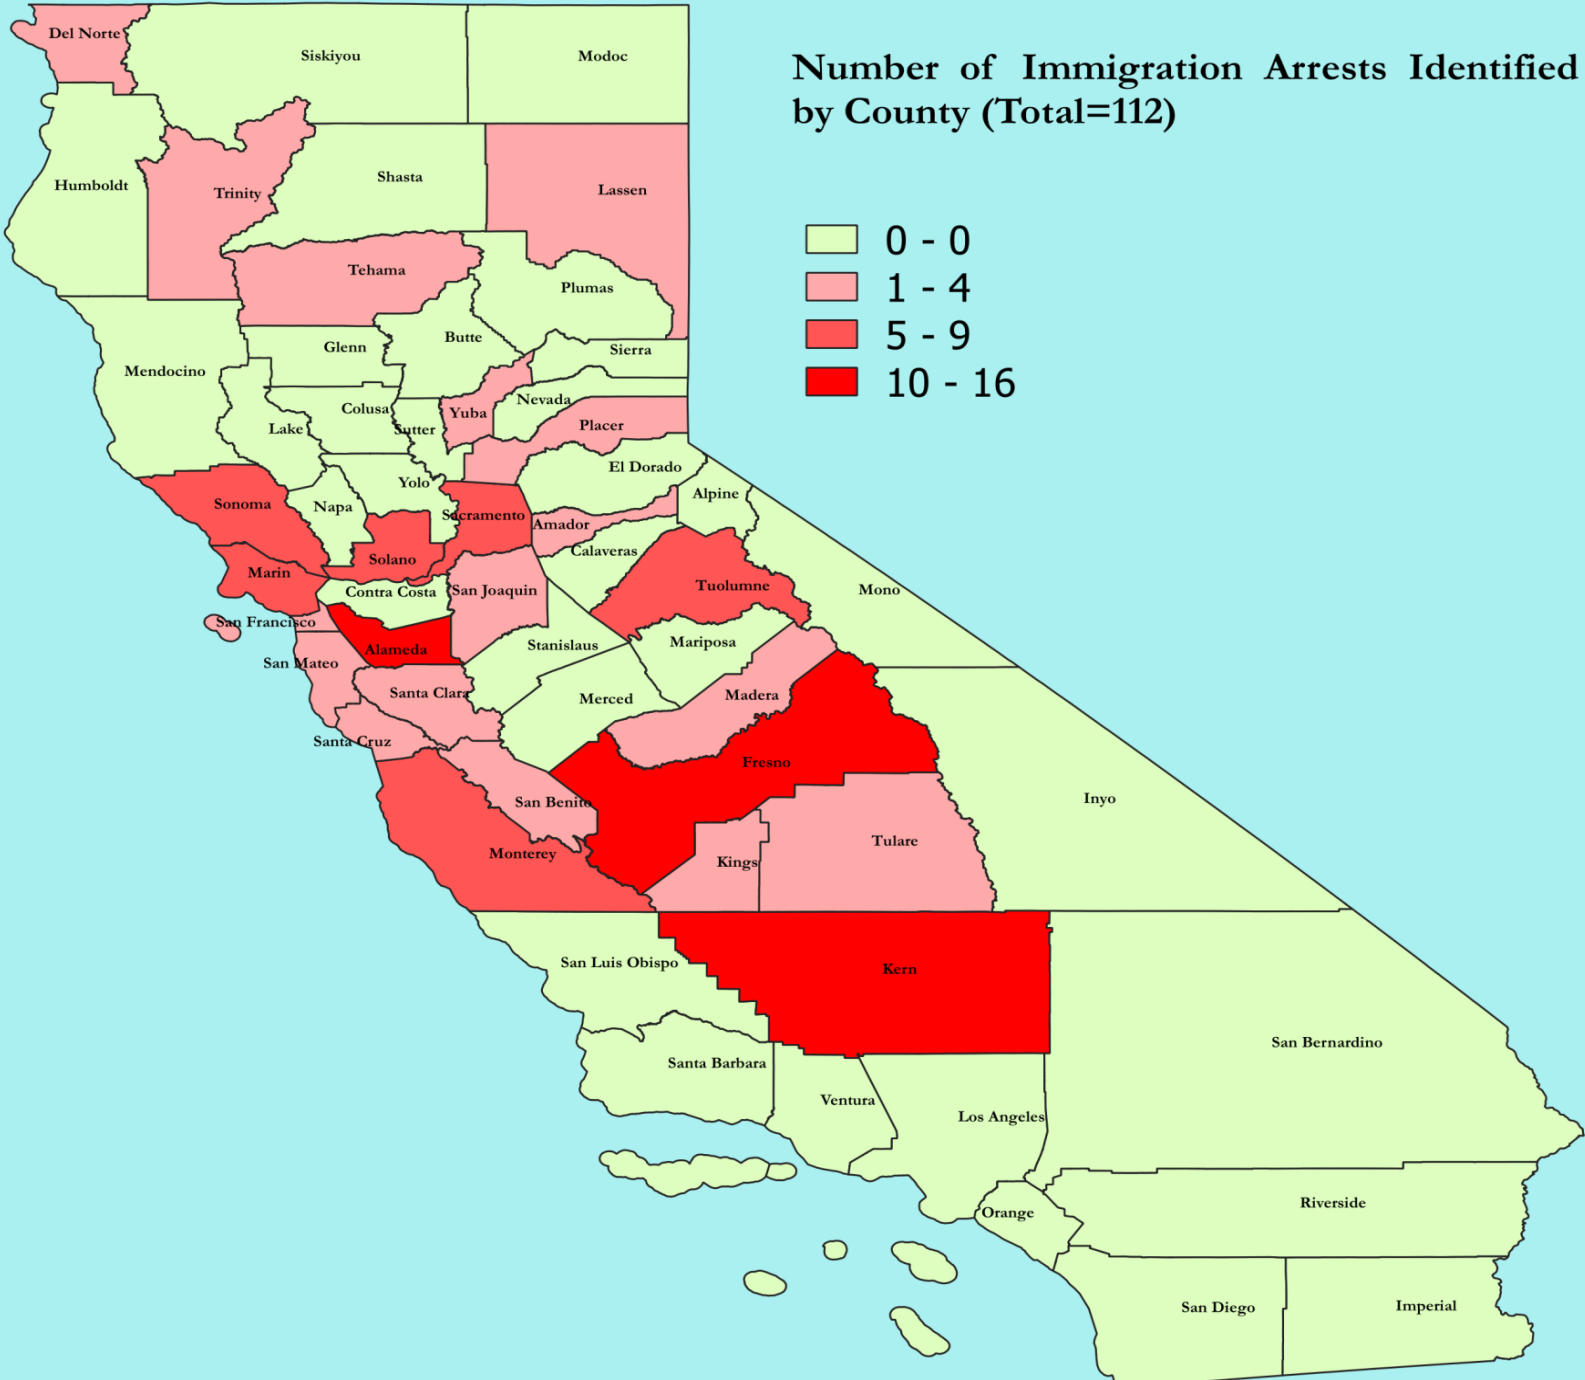 Number of Immigration Arrests Identified
by County (Total=112)
0 - 0
1 - 4
5 - 9
10 - 16
Del Norte
Siskiyou
Modoc
Humboldt
Trinity
Shasta
Lassen
Tehama
Plumas
Mendocino
Glenn
Butte
Sierra
Lake
Colusa
Sutter
Yuba
Nevada
Placer
El Dorado
Sonoma
Napa
Yolo
Sacramento
Amador
Alpine
Marin
Solano
Calaveras
Contra Costa
San Joaquin
Tuolumne
Mono
San Francisco
Alameda
Stanislaus
Mariposa
San Mateo
Santa Clara
Merced
Madera
Santa Cruz
Fresno
San Benito
Inyo
Monterey
Kings
Tulare
San Luis Obispo
Kern
Santa Barbara
San Bernardino
Ventura
Los Angeles
Orange
Riverside
San Diego
Imperial